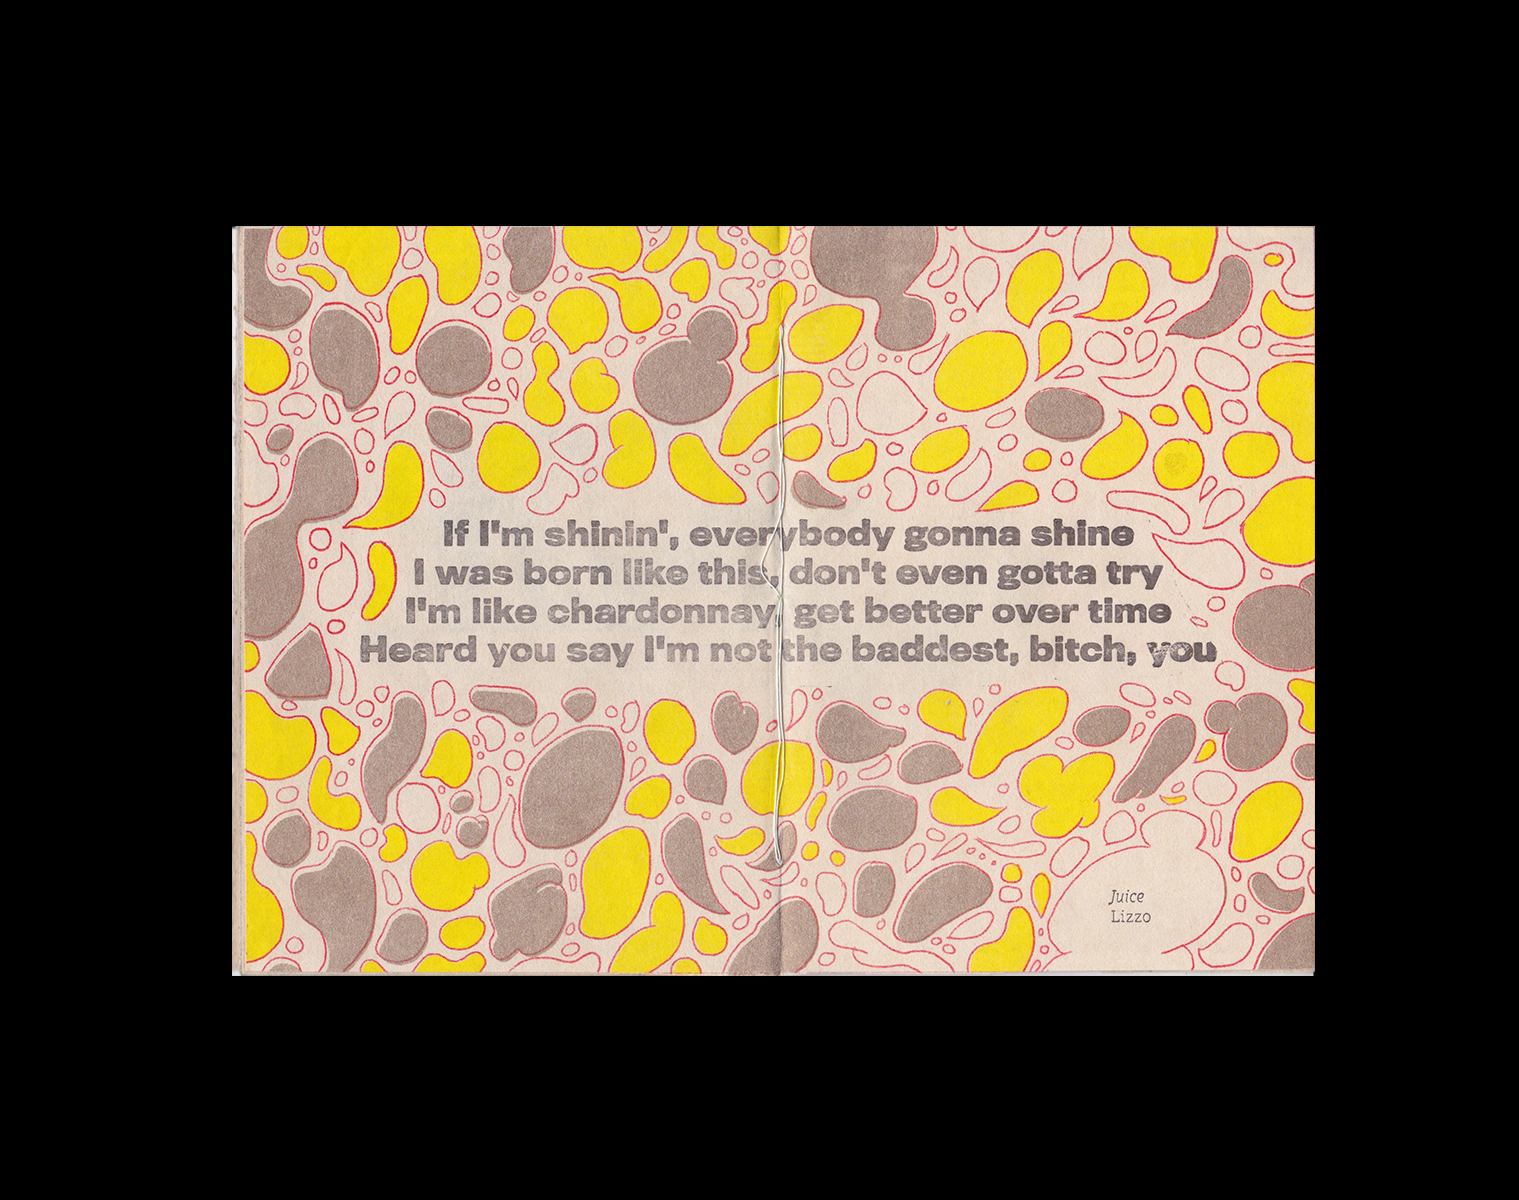 If I'm shinin', everybody gonna shine
I was born like this, don't even gotta try
I'm like chardonnay, get better over time
Heard you say I'm not the baddest, bitch, you
Juice
Lizzo